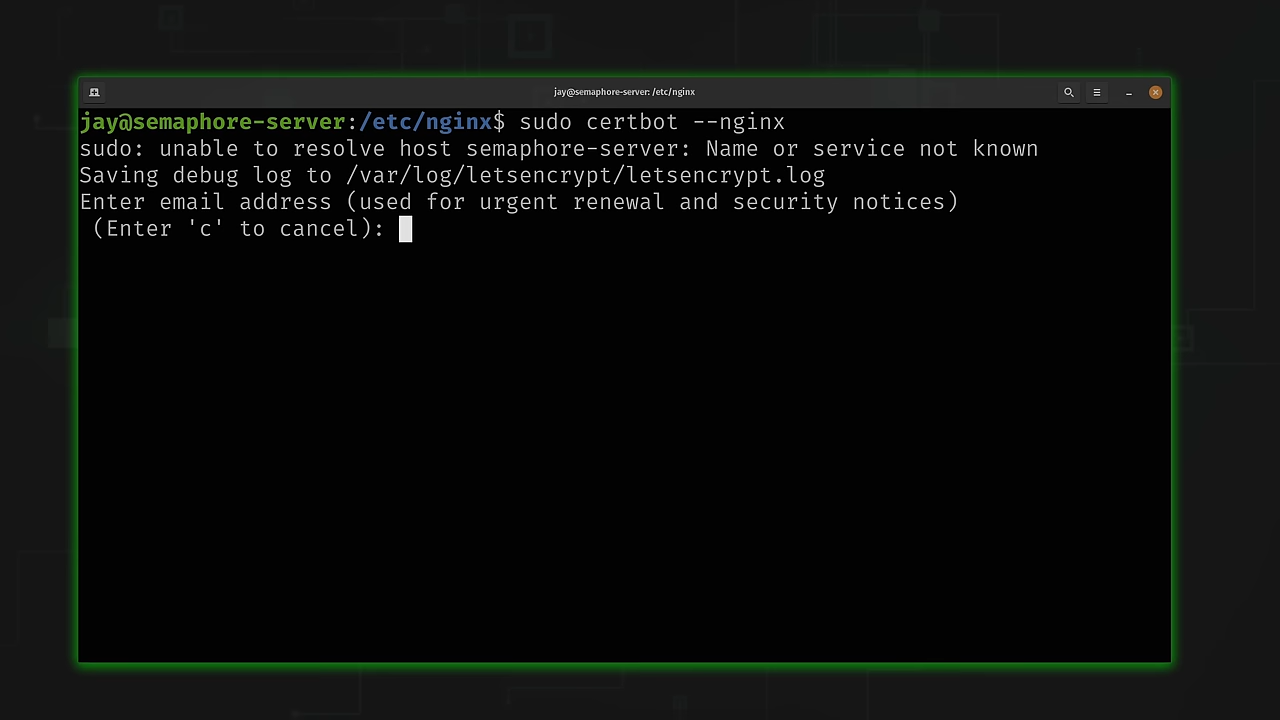 jay@semaphore-server: /etc/nginx
jay@semaphore-server:/etc/nginx$ sudo certbot --nginx
sudo: unable to resolve host semaphore-server: Name or service not known
Saving debug log to /var/log/letsencrypt/letsencrypt.log
Enter email address (used for urgent renewal and security notices)
 (Enter 'c' to cancel):